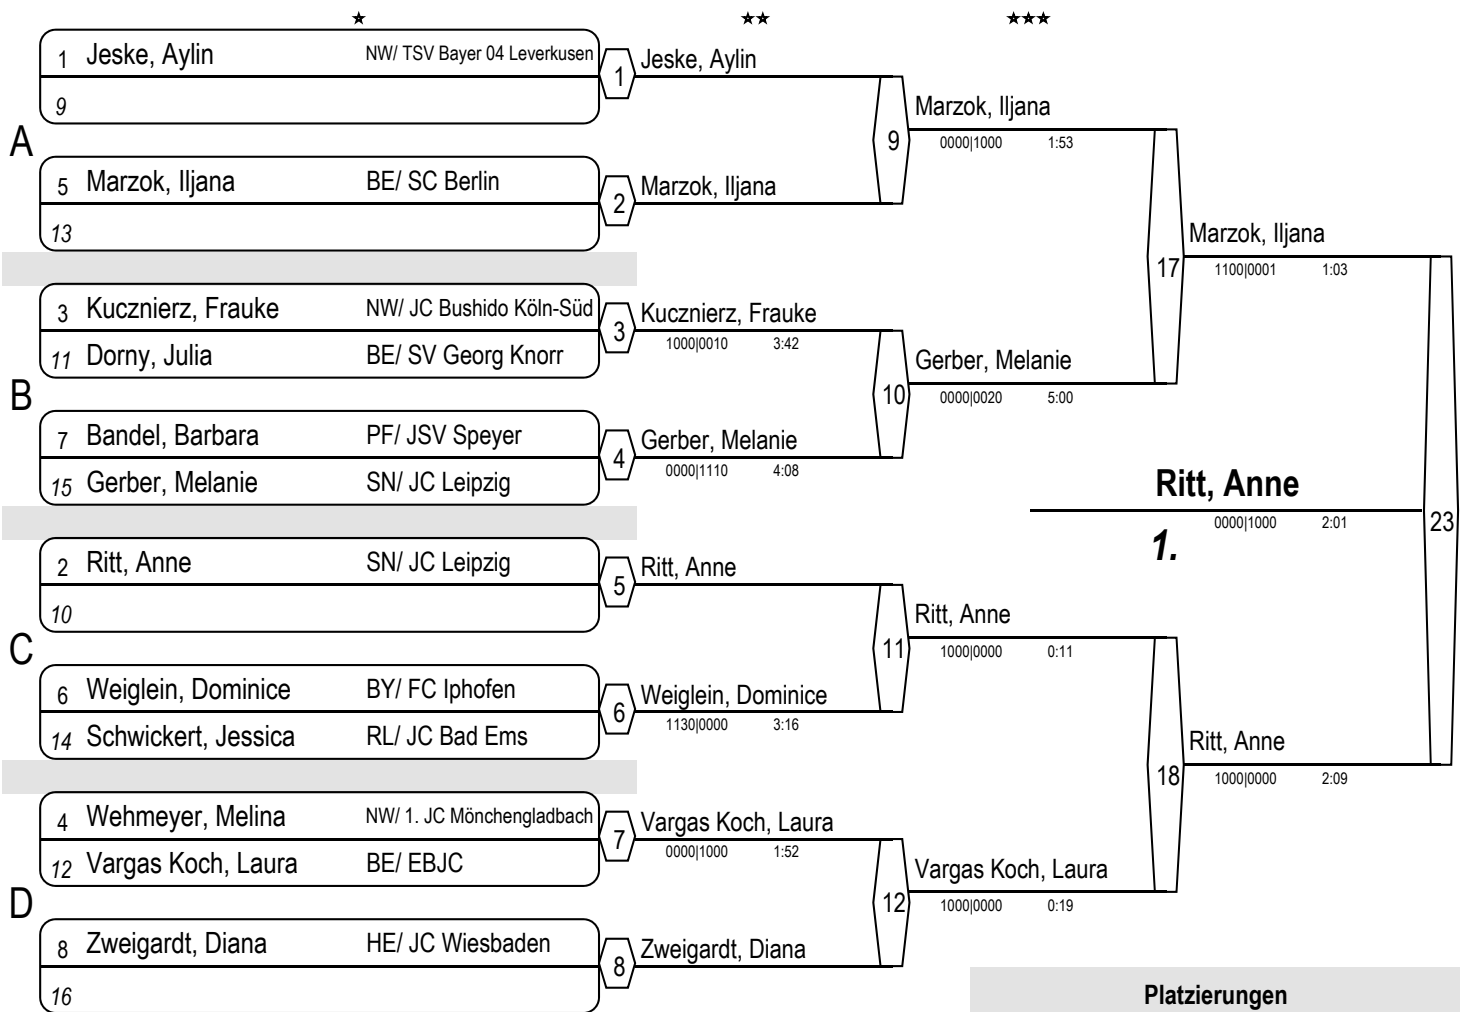 ★ ★★ ★★★
1 Jeske, Aylin NW/ TSV Bayer 04 Leverkusen
9
1 Jeske, Aylin
A
5 Marzok, Iljana BE/ SC Berlin
13
2 Marzok, Iljana
9 Marzok, Iljana
0000|1000 1:53
3 Kucznierz, Frauke NW/ JC Bushido Köln-Süd
11 Dorny, Julia BE/ SV Georg Knorr
3 Kucznierz, Frauke
1000|0010 3:42
B
7 Bandel, Barbara PF/ JSV Speyer
15 Gerber, Melanie SN/ JC Leipzig
4 Gerber, Melanie
0000|1110 4:08
10 Gerber, Melanie
0000|0020 5:00
17 Marzok, Iljana
1100|0001 1:03
2 Ritt, Anne SN/ JC Leipzig
10
5 Ritt, Anne
C
6 Weiglein, Dominice BY/ FC Iphofen
14 Schwickert, Jessica RL/ JC Bad Ems
6 Weiglein, Dominice
1130|0000 3:16
11 Ritt, Anne
1000|0000 0:11
4 Wehmeyer, Melina NW/ 1. JC Mönchengladbach
12 Vargas Koch, Laura BE/ EBJC
7 Vargas Koch, Laura
0000|1000 1:52
D
8 Zweigardt, Diana HE/ JC Wiesbaden
16
8 Zweigardt, Diana
12 Vargas Koch, Laura
1000|0000 0:19
18 Ritt, Anne
1000|0000 2:09
Ritt, Anne
0000|1000 2:01
23
1.
Platzierungen